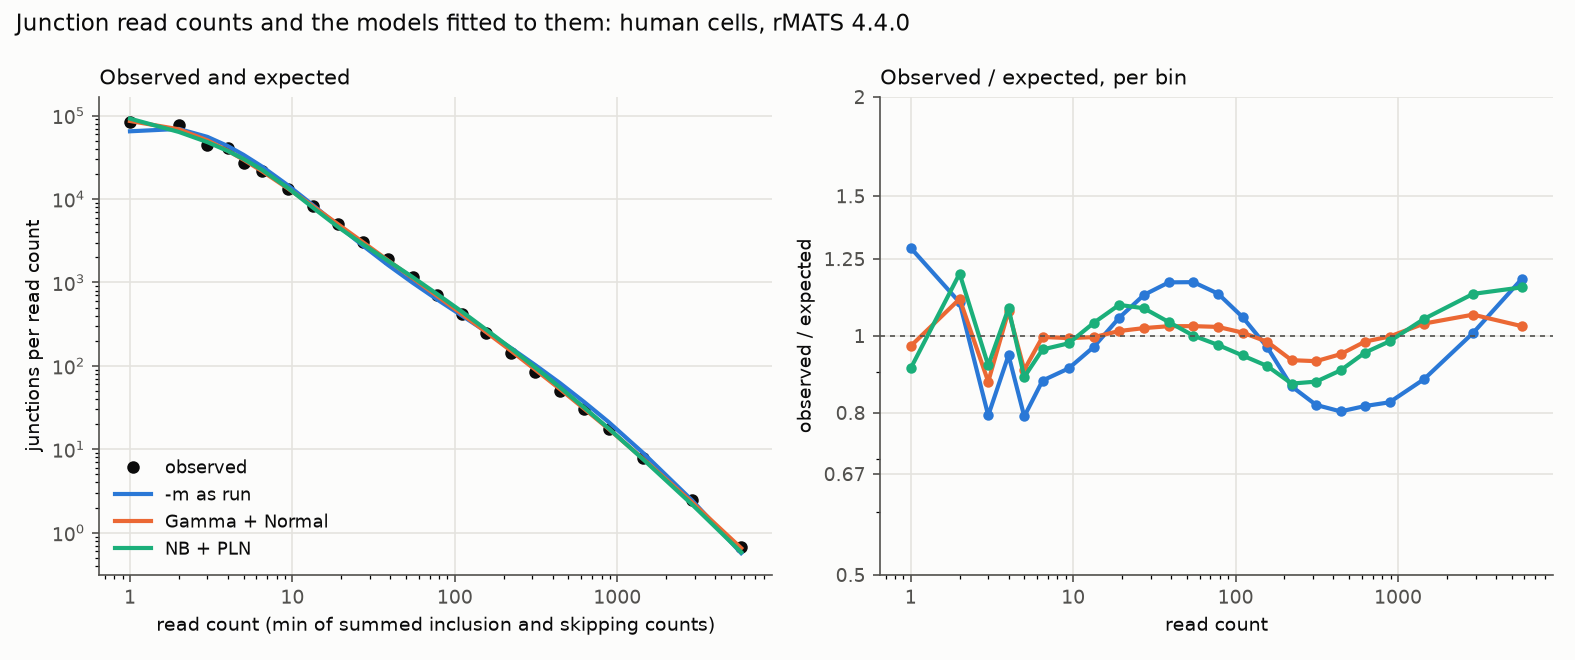 Junction read counts and the models fitted to them: human cells, rMATS 4.4.0
Observed and expected
junctions per read count
10⁵
10⁴
10³
10²
10¹
10⁰
observed
-m as run
Gamma + Normal
NB + PLN
1
10
100
1000
read count (min of summed inclusion and skipping counts)
Observed / expected, per bin
observed / expected
2
1.5
1.25
1
0.8
0.67
0.5
1
10
100
1000
read count